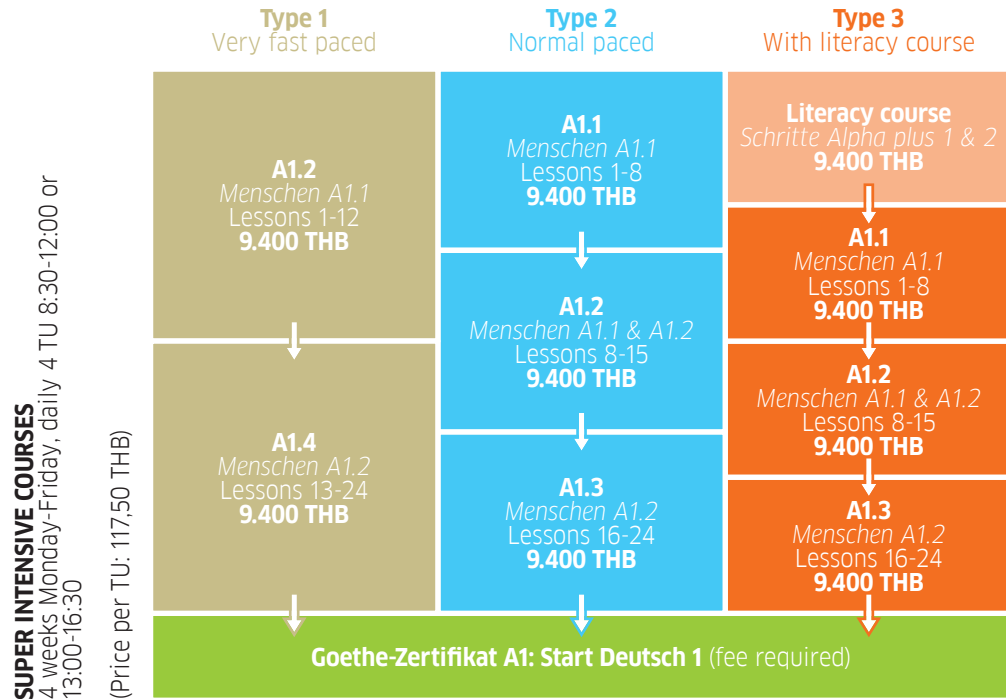 SUPER INTENSIVE COURSES
4 weeks Monday-Friday, daily 4 TU 8:30-12:00 or
13:00-16:30
(Price per TU: 117,50 THB)
Type 1
Very fast paced
A1.2
Menschen A1.1
Lessons 1-12
9.400 THB
A1.4
Menschen A1.2
Lessons 13-24
9.400 THB
Type 2
Normal paced
A1.1
Menschen A1.1
Lessons 1-8
9.400 THB
A1.2
Menschen A1.1 & A1.2
Lessons 8-15
9.400 THB
A1.3
Menschen A1.2
Lessons 16-24
9.400 THB
Type 3
With literacy course
Literacy course
Schritte Alpha plus 1 & 2
9.400 THB
A1.1
Menschen A1.1
Lessons 1-8
9.400 THB
A1.2
Menschen A1.1 & A1.2
Lessons 8-15
9.400 THB
A1.3
Menschen A1.2
Lessons 16-24
9.400 THB
Goethe-Zertifikat A1: Start Deutsch 1 (fee required)